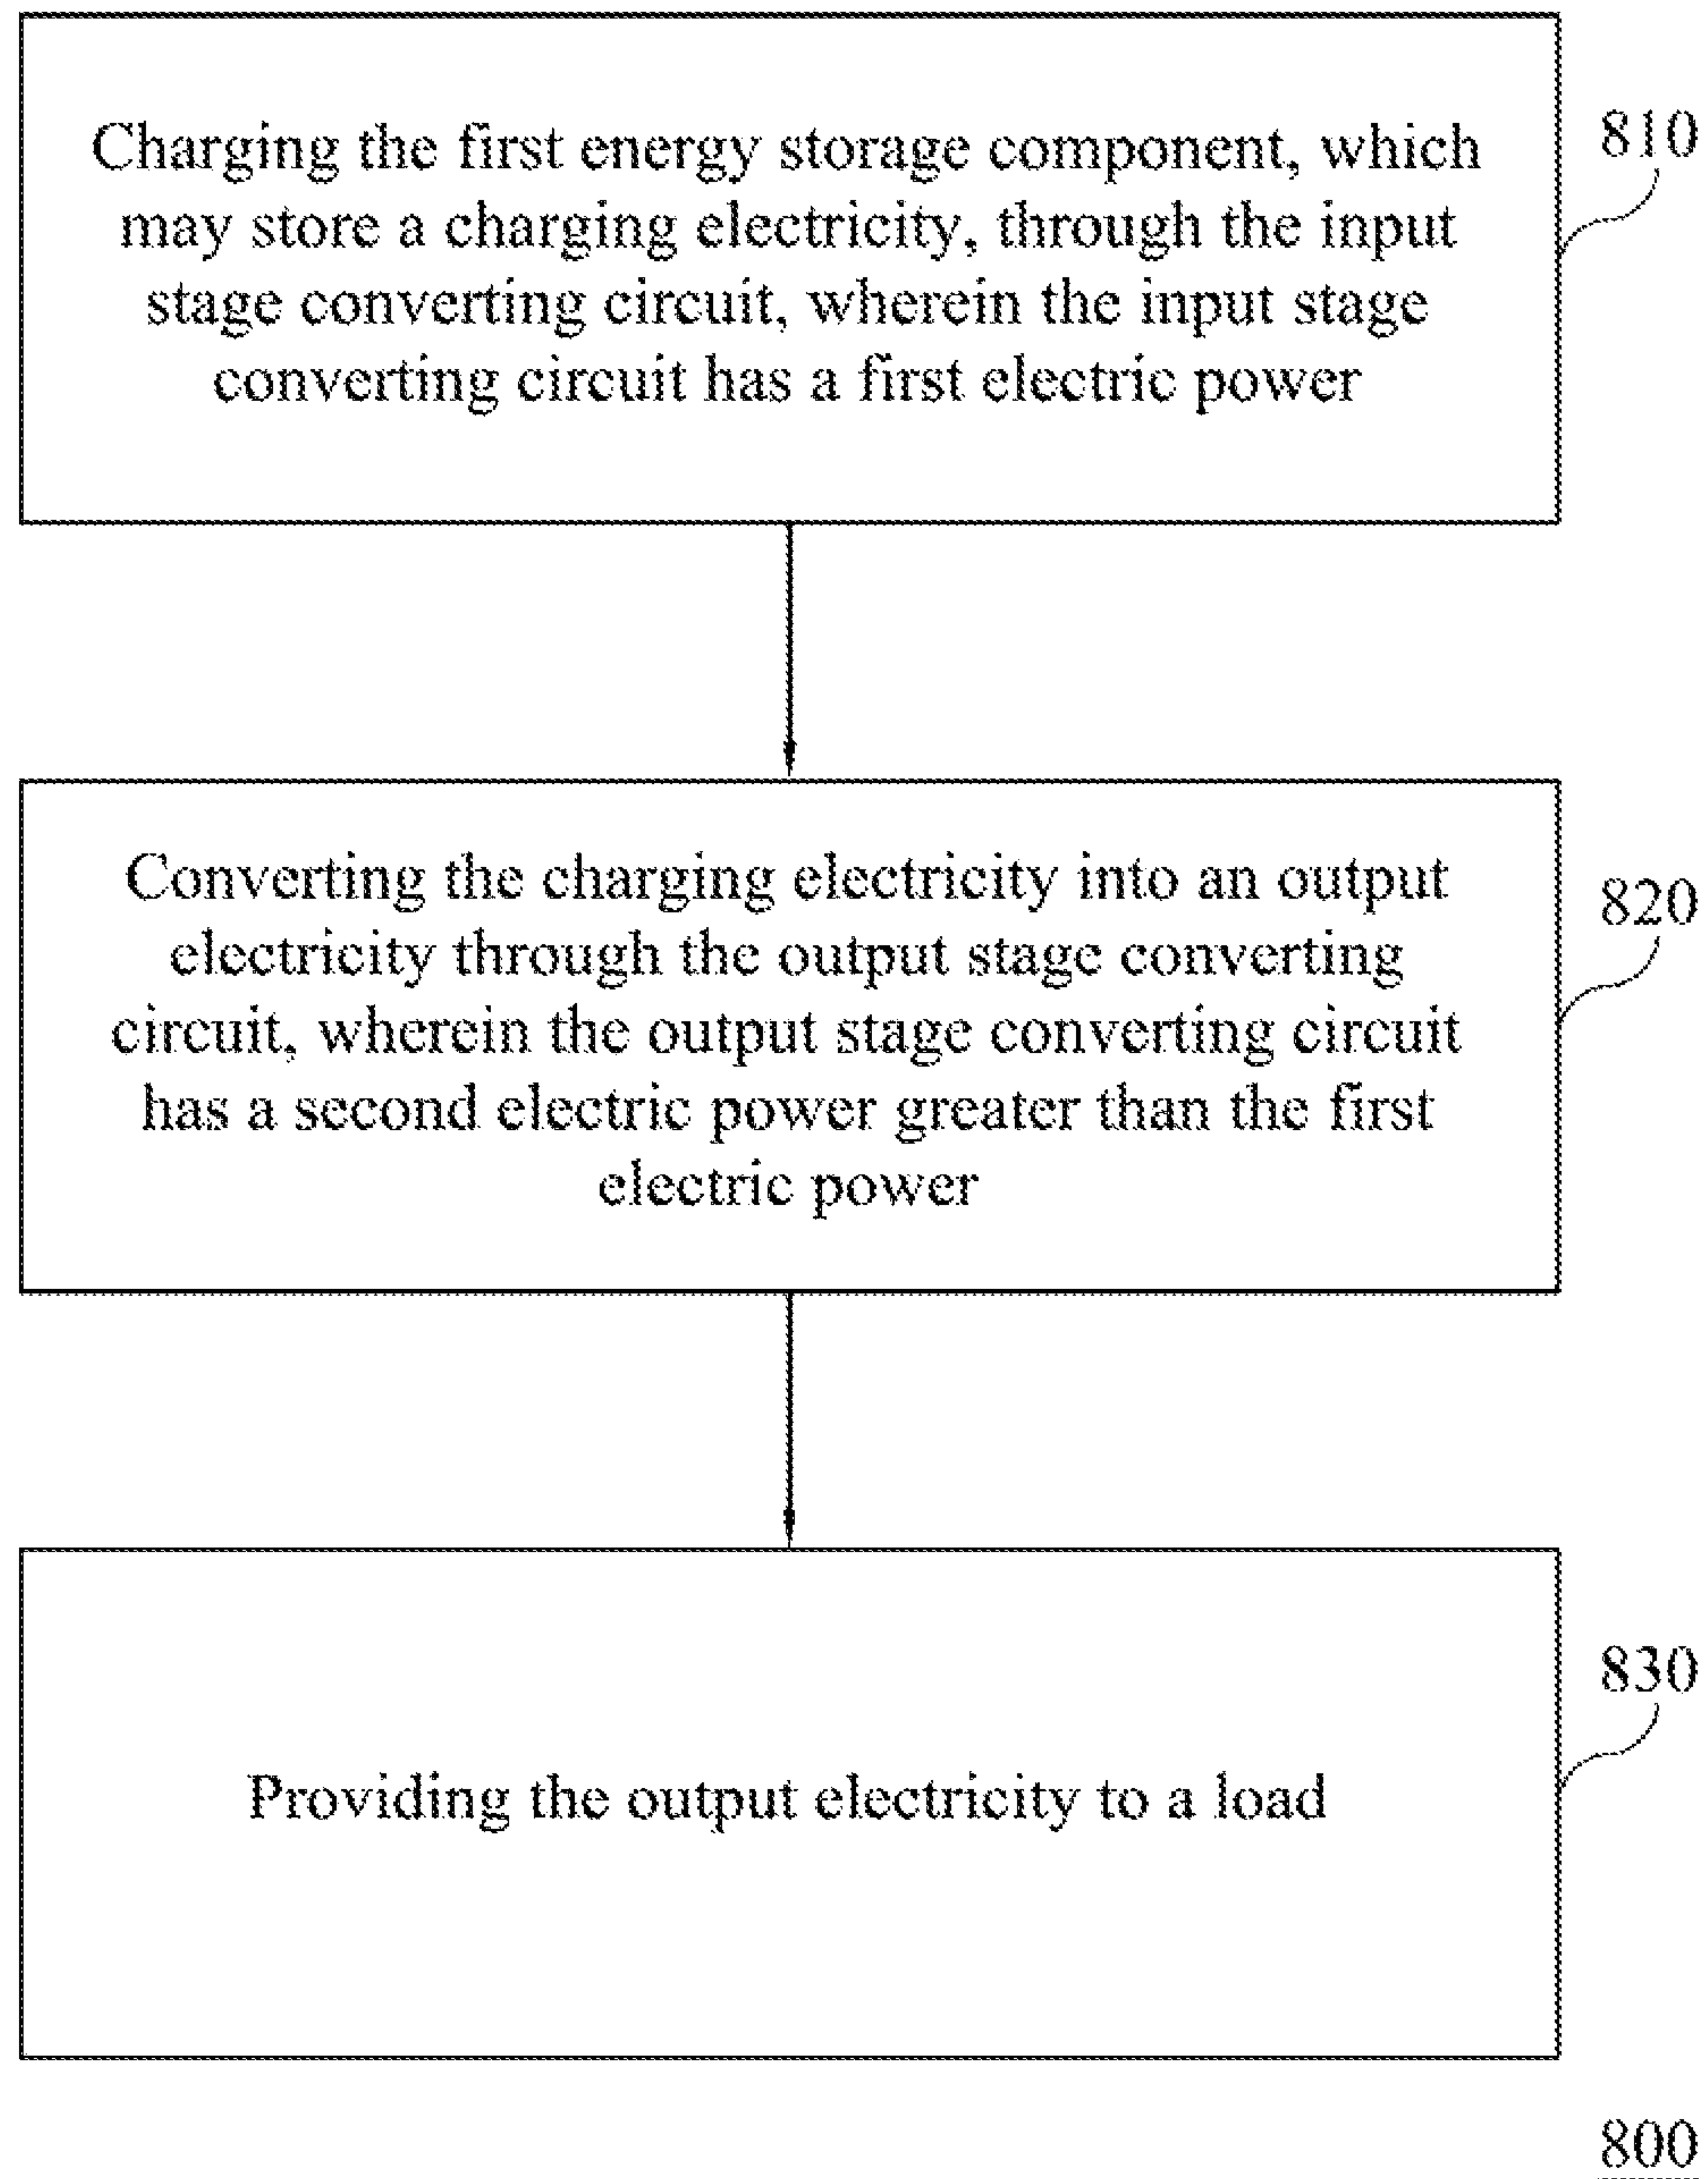 Charging the first energy storage component, which
may store a charging electricity, through the input
stage converting circuit, wherein the input stage
converting circuit has a first electric power
810
Converting the charging electricity into an output
electricity through the output stage converting
circuit, wherein the output stage converting circuit
has a second electric power greater than the first
electric power
820
Providing the output electricity to a load
830
800